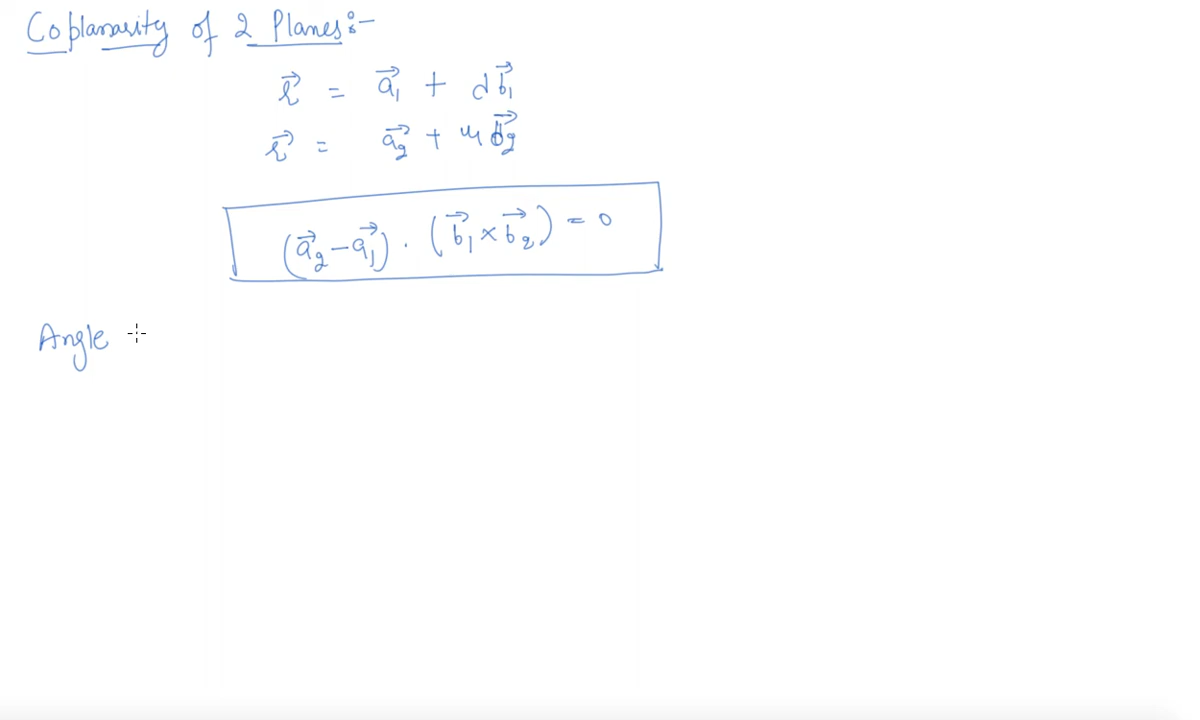 Coplanarity of 2 Planes:-
r⃗ = a⃗₁ + λb⃗₁
r⃗ = a⃗₂ + μb⃗₂
(a⃗₂ - a⃗₁) · (b⃗₁ × b⃗₂) = 0
Angle